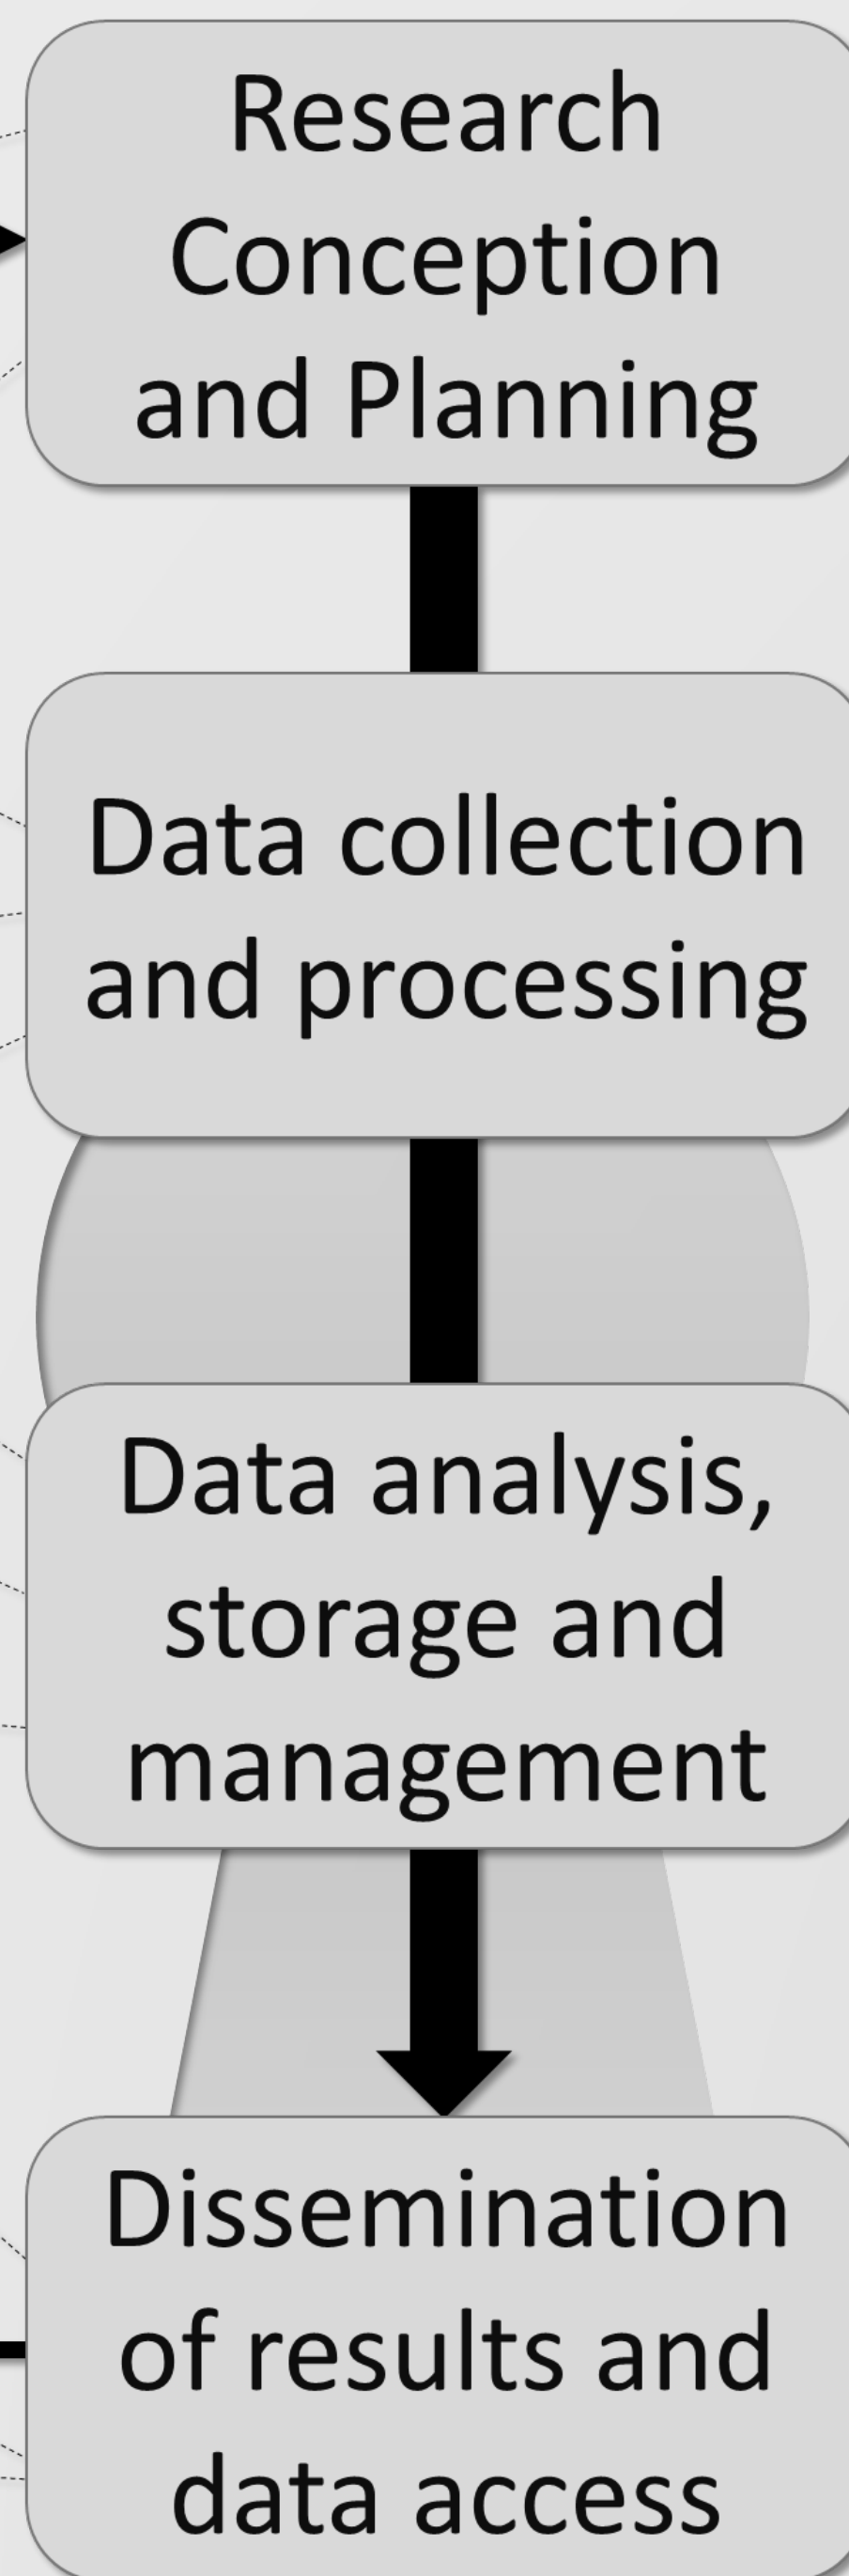 Research
Conception
and Planning
Data collection
and processing
Data analysis,
storage and
management
Dissemination
of results and
data access